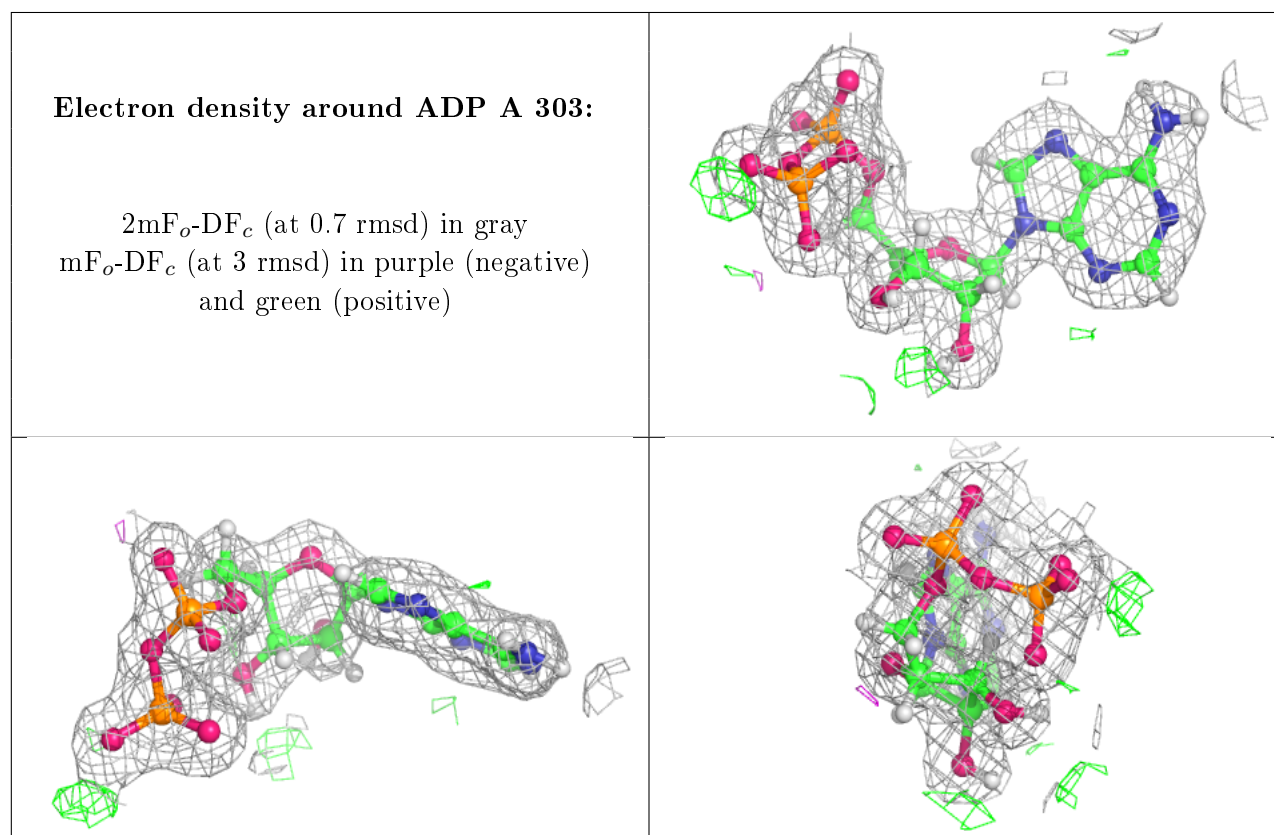 Electron density around ADP A 303:
2mFo-DFc (at 0.7 rmsd) in gray
mFo-DFc (at 3 rmsd) in purple (negative)
and green (positive)